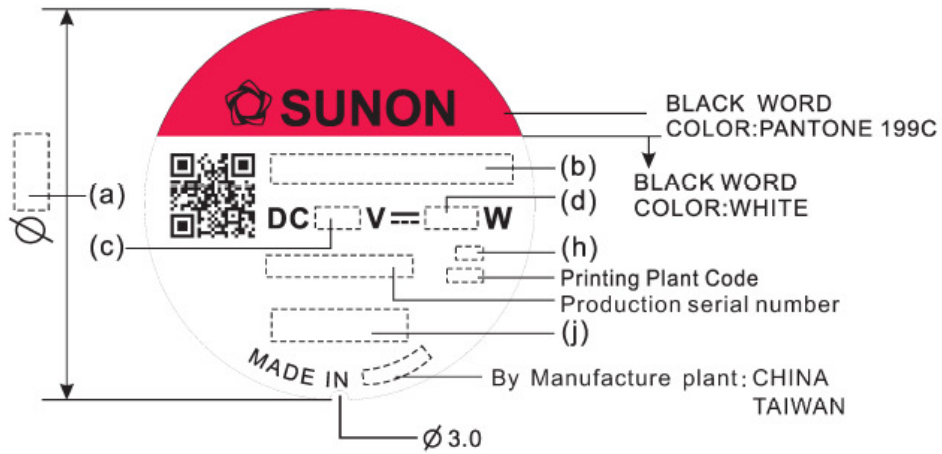 SUNON
BLACK WORD
COLOR:PANTONE 199C
BLACK WORD
COLOR:WHITE
(a)
Ø
(b)
DC V⎓ W
(d)
(c)
(h)
Printing Plant Code
Production serial number
(j)
MADE IN
By Manufacture plant: CHINA
TAIWAN
Ø 3.0